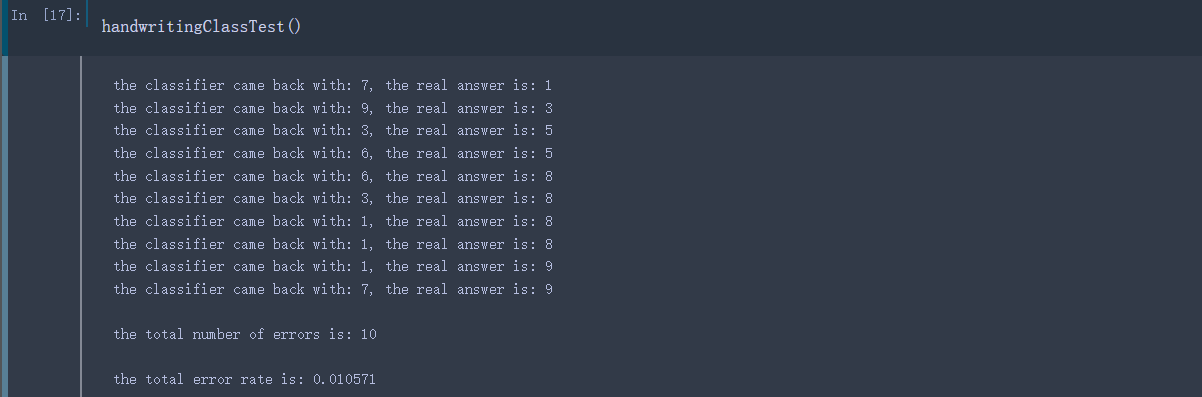 In [17]:
handwritingClassTest()
the classifier came back with: 7, the real answer is: 1
the classifier came back with: 9, the real answer is: 3
the classifier came back with: 3, the real answer is: 5
the classifier came back with: 6, the real answer is: 5
the classifier came back with: 6, the real answer is: 8
the classifier came back with: 3, the real answer is: 8
the classifier came back with: 1, the real answer is: 8
the classifier came back with: 1, the real answer is: 8
the classifier came back with: 1, the real answer is: 9
the classifier came back with: 7, the real answer is: 9
the total number of errors is: 10
the total error rate is: 0.010571